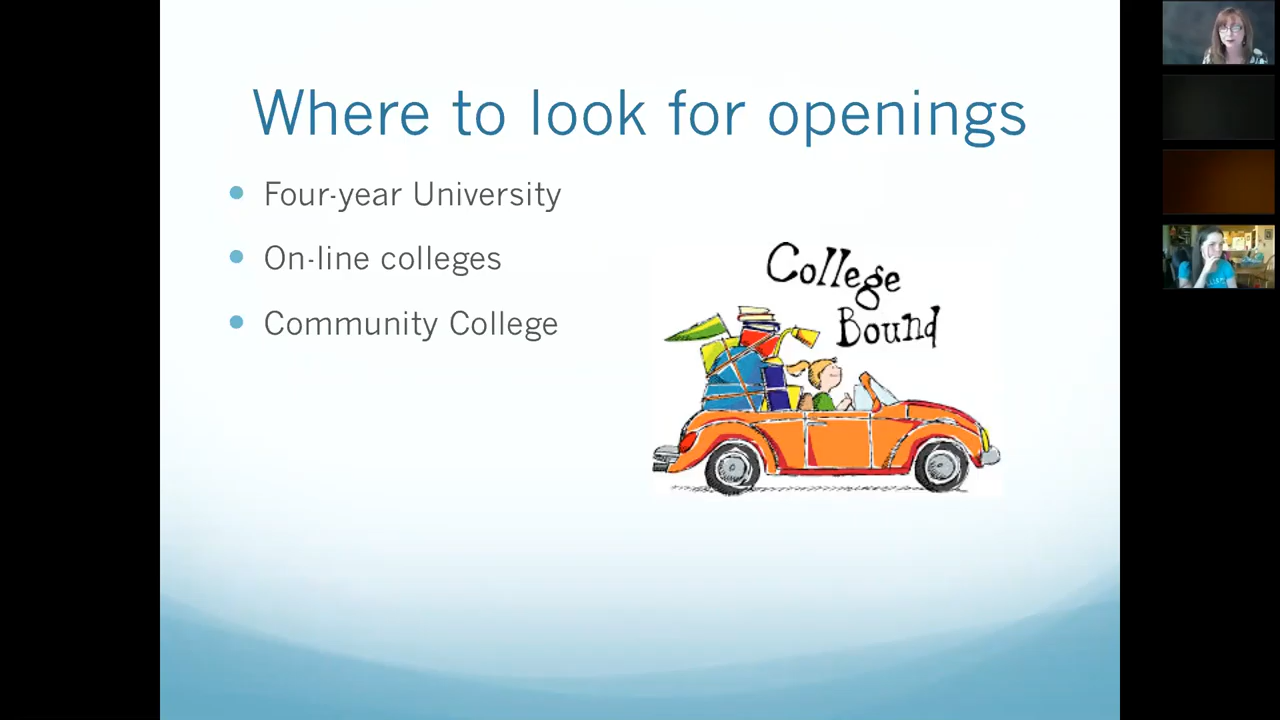 Where to look for openings
Four-year University
On-line colleges
Community College
College
Bound